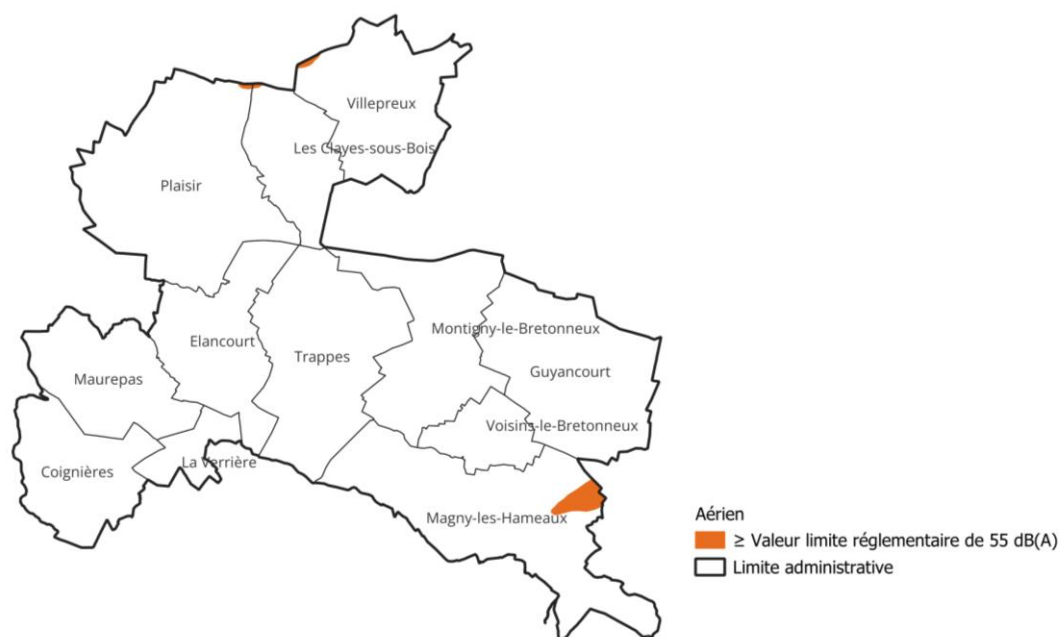 Villepreux
Les Clayes-sous-Bois
Plaisir
Montigny-le-Bretonneux
Elancourt
Trappes
Guyancourt
Maurepas
Voisins-le-Bretonneux
La Verrière
Coignières
Magny-les-Hameaux
Aérien
≥ Valeur limite réglementaire de 55 dB(A)
Limite administrative